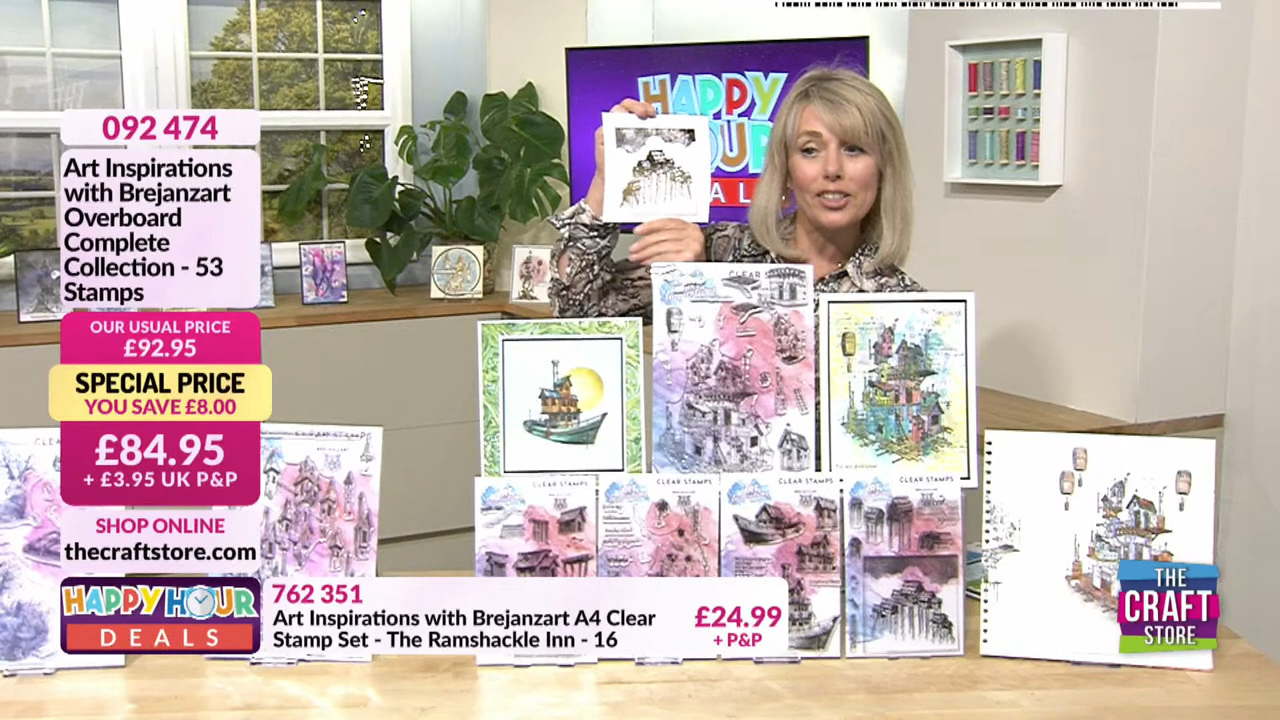 092 474
Art Inspirations
with Brejanzart
Overboard
Complete
Collection - 53
Stamps
OUR USUAL PRICE
£92.95
SPECIAL PRICE
YOU SAVE £8.00
£84.95
+ £3.95 UK P&P
SHOP ONLINE
thecraftstore.com
HAPPY HOUR
DEALS
762 351
Art Inspirations with Brejanzart A4 Clear
Stamp Set - The Ramshackle Inn - 16
£24.99
+ P&P
HAPPY
CLEAR
CLEAR STAMPS
CLEAR STAMPS
CLEAR STAMPS
CLEAR STAMPS
THE
CRAFT
STORE